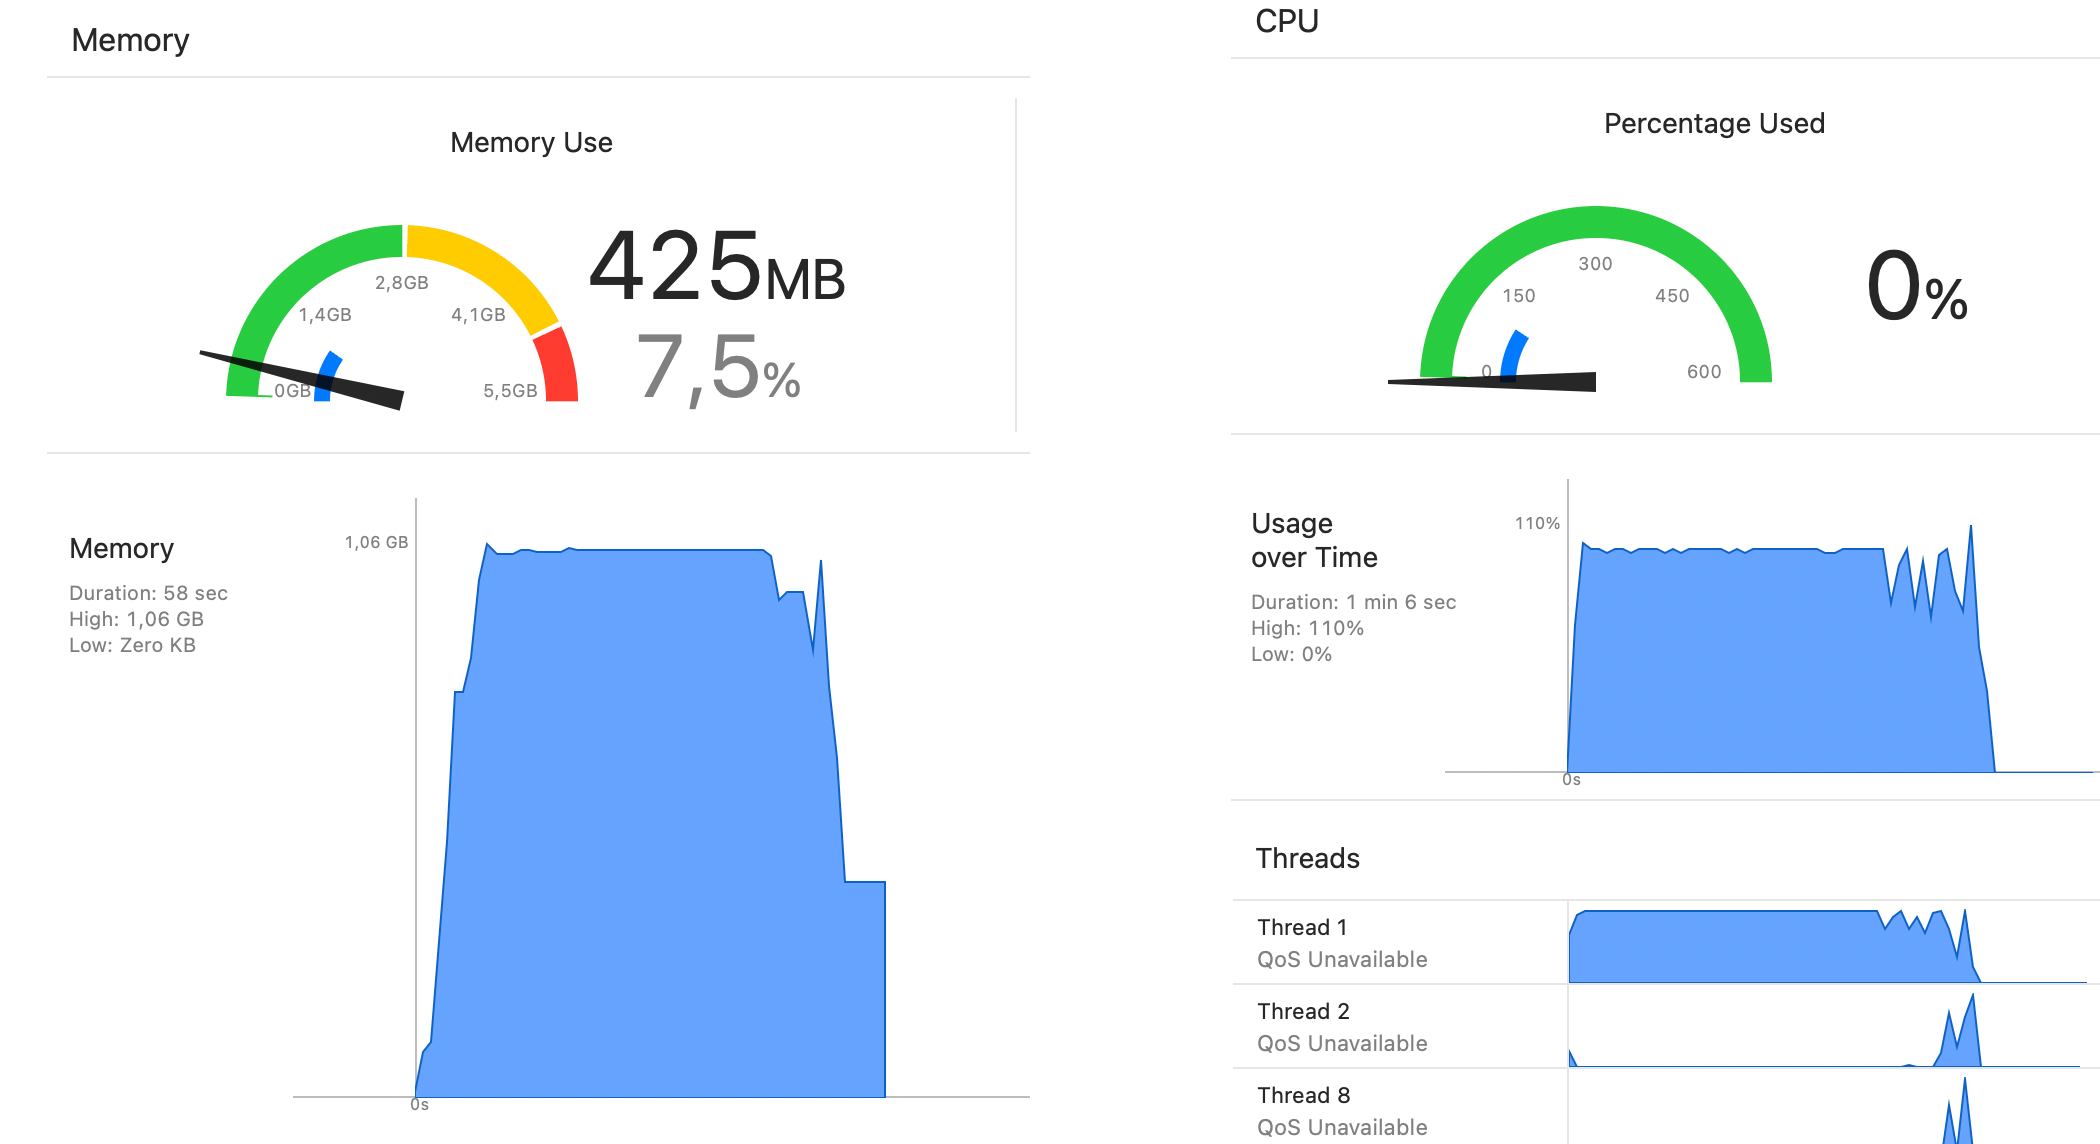 Memory
Memory Use
2,8GB
1,4GB
4,1GB
0GB
5,5GB
425MB
7,5%
Memory
Duration: 58 sec
High: 1,06 GB
Low: Zero KB
1,06 GB
0s
CPU
Percentage Used
300
150
450
0
600
0%
Usage
over Time
Duration: 1 min 6 sec
High: 110%
Low: 0%
110%
0s
Threads
Thread 1
QoS Unavailable
Thread 2
QoS Unavailable
Thread 8
QoS Unavailable